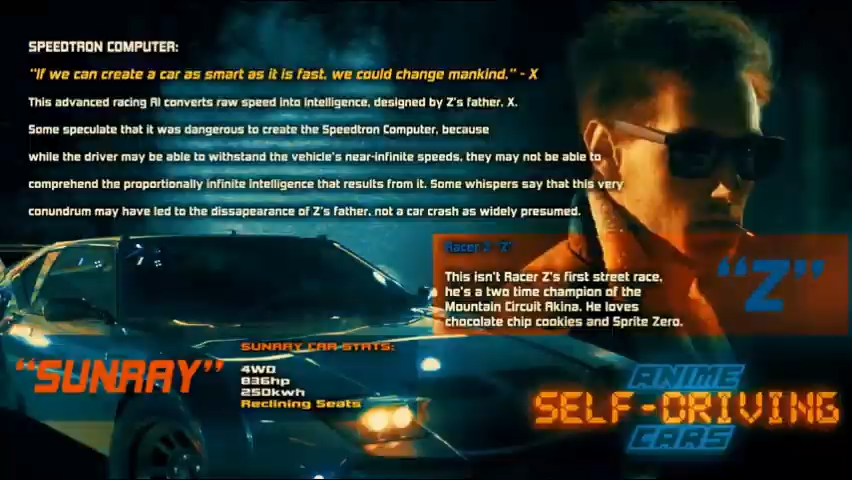 SPEEDTRON COMPUTER:
"If we can create a car as smart as it is fast, we could change mankind." - X
This advanced racing AI converts raw speed into intelligence, designed by Z's father, X.
Some speculate that it was dangerous to create the Speedtron Computer, because
while the driver may be able to withstand the vehicle's near-infinite speeds, they may not be able to
comprehend the proportionally infinite intelligence that results from it. Some whispers say that this very
conundrum may have led to the dissapearance of Z's father, not a car crash as widely presumed.
Racer 2 "Z"
This isn't Racer Z's first street race,
he's a two time champion of the
Mountain Circuit Akina. He loves
chocolate chip cookies and Sprite Zero.
"Z"
"SUNRAY"
SUNRAY CAR STATS:
4WD
836hp
250kwh
Reclining Seats
ANIME
SELF-DRIVING
CARS